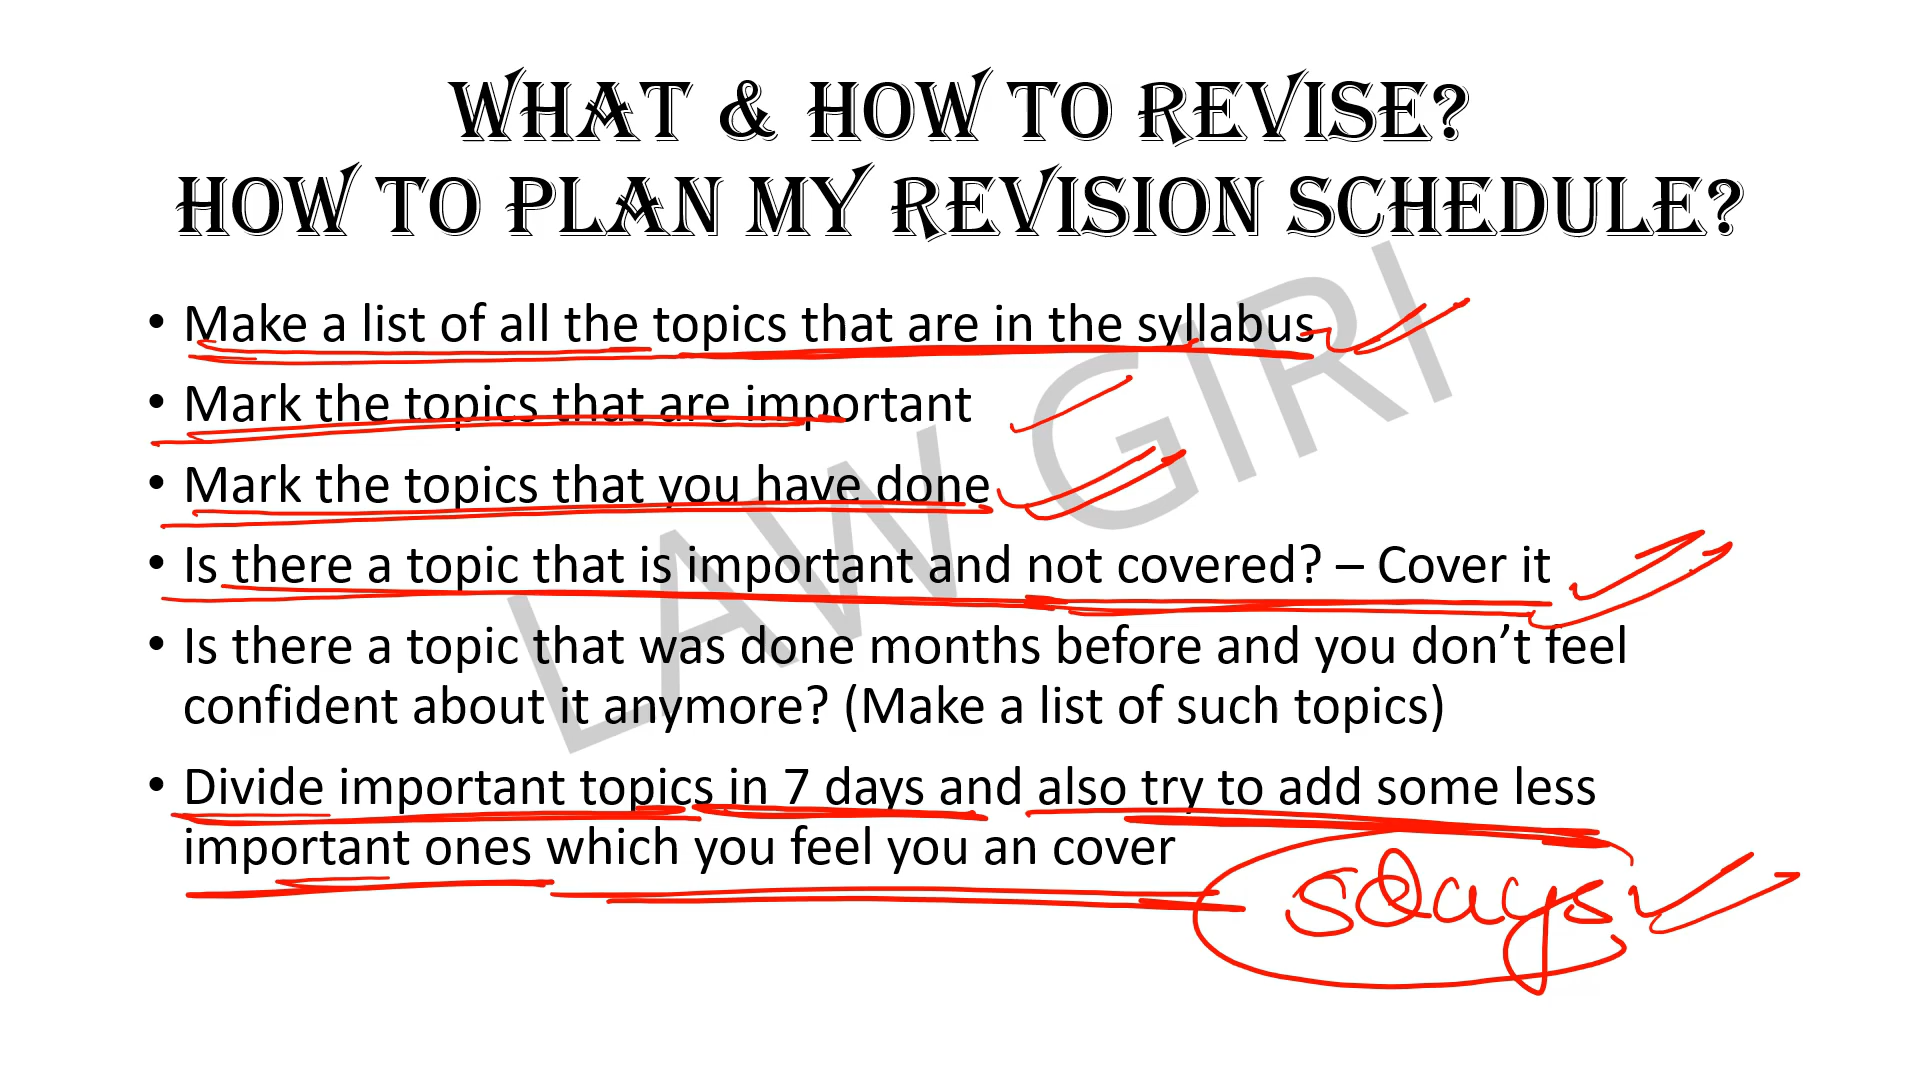 WHAT & HOW TO REVISE?
HOW TO PLAN MY REVISION SCHEDULE?
• Make a list of all the topics that are in the syllabus
• Mark the topics that are important
• Mark the topics that you have done
• Is there a topic that is important and not covered? – Cover it
• Is there a topic that was done months before and you don’t feel
confident about it anymore? (Make a list of such topics)
• Divide important topics in 7 days and also try to add some less
important ones which you feel you an cover
5days
LAW GIRI